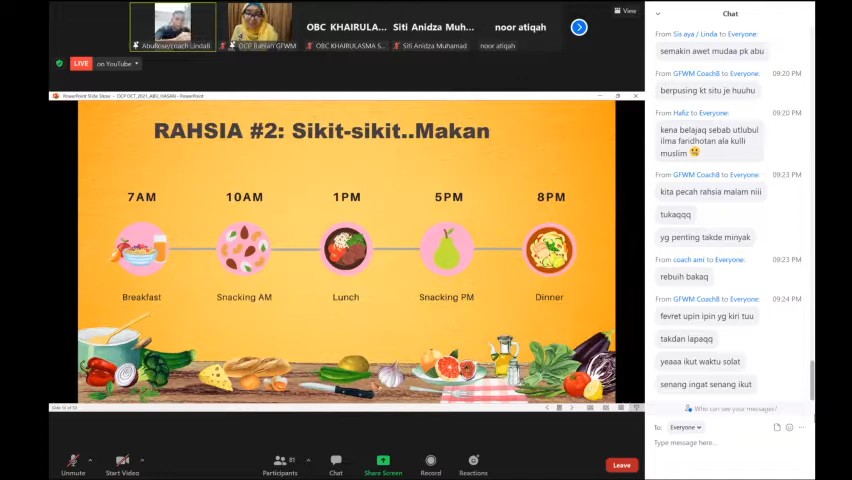 OBC KHAIRULA...
Siti Anidza Muh...
noor atiqah
View
AbuRose/coach Lindali
OCP Rahilah GFWM
OBC KHAIRULASMA S...
Siti Anidza Muhamad
noor atiqah
LIVE on YouTube
RAHSIA #2: Sikit-sikit..Makan
7AM
10AM
1PM
5PM
8PM
Breakfast
Snacking AM
Lunch
Snacking PM
Dinner
Unmute
Start Video
Participants
81
Chat
Share Screen
Record
Reactions
Leave
Chat
From Sis aya / Linda to Everyone:
semakin awet mudaa pk abu
From GFWM Coach8 to Everyone: 09:20 PM
berpusing kt situ je huuhu
From Hafiz to Everyone: 09:20 PM
kena belajaq sebab utlubul
ilma faridhotan ala kulli
muslim
From GFWM Coach8 to Everyone: 09:23 PM
kita pecah rahsia malam niii
tukaqqq
yg penting takde minyak
From coach ami to Everyone: 09:23 PM
rebuih bakaq
From GFWM Coach8 to Everyone: 09:24 PM
fevret upin ipin yg kiri tuu
takdan lapaqq
yeaaa ikut waktu solat
senang ingat senang ikut
Who can see your messages?
To: Everyone
Type message here...